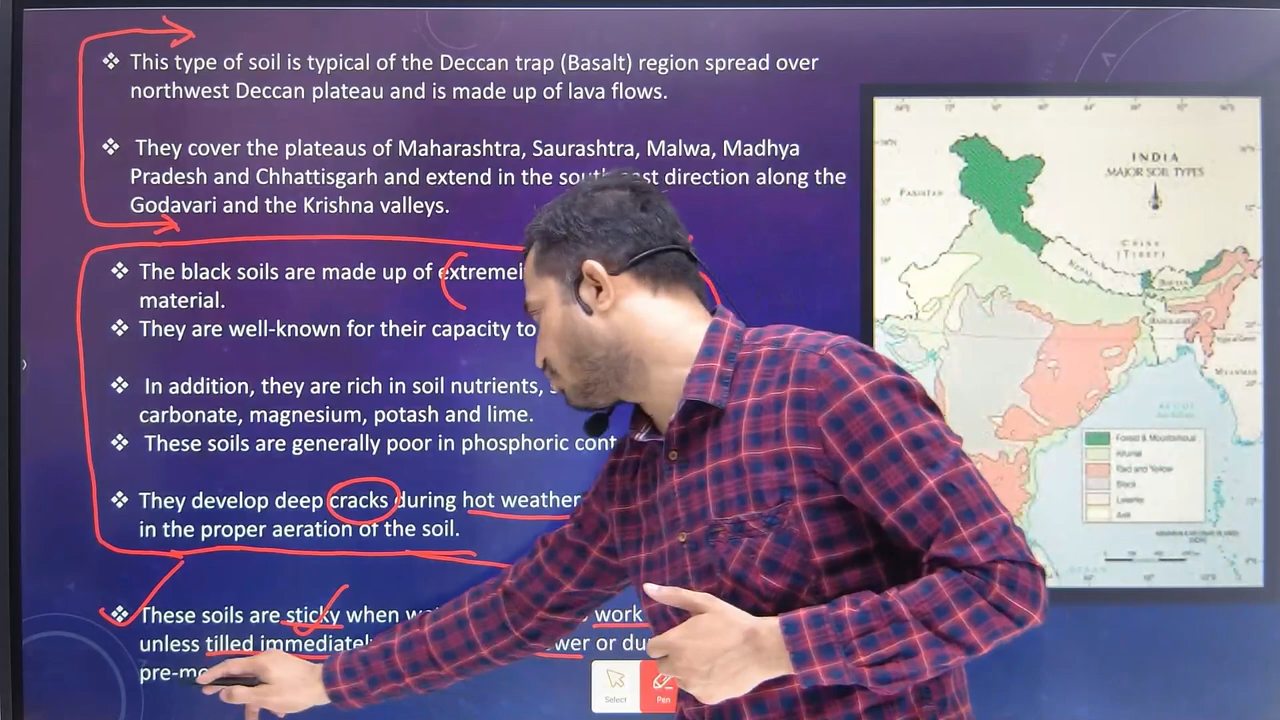 ❖ This type of soil is typical of the Deccan trap (Basalt) region spread over
northwest Deccan plateau and is made up of lava flows.
❖ They cover the plateaus of Maharashtra, Saurashtra, Malwa, Madhya
Pradesh and Chhattisgarh and extend in the south east direction along the
Godavari and the Krishna valleys.
❖ The black soils are made up of
material.
❖ They are well-known for their capacity to
❖ In addition, they are rich in soil nutrients,
carbonate, magnesium, potash and lime.
❖ These soils are generally poor in phosphoric
❖ They develop deep cracks during hot weather
in the proper aeration of the soil.
❖ These soils are sticky when work
unless tilled immediately or
Select
Pen
INDIA
MAJOR SOIL TYPES
PAKISTAN
CHINA
(TIBET)
NEPAL
BHUTAN
BANGLADESH
MYANMAR
Forest & Mountainous
Alluvial
Red and Yellow
Black
Laterite
Arid